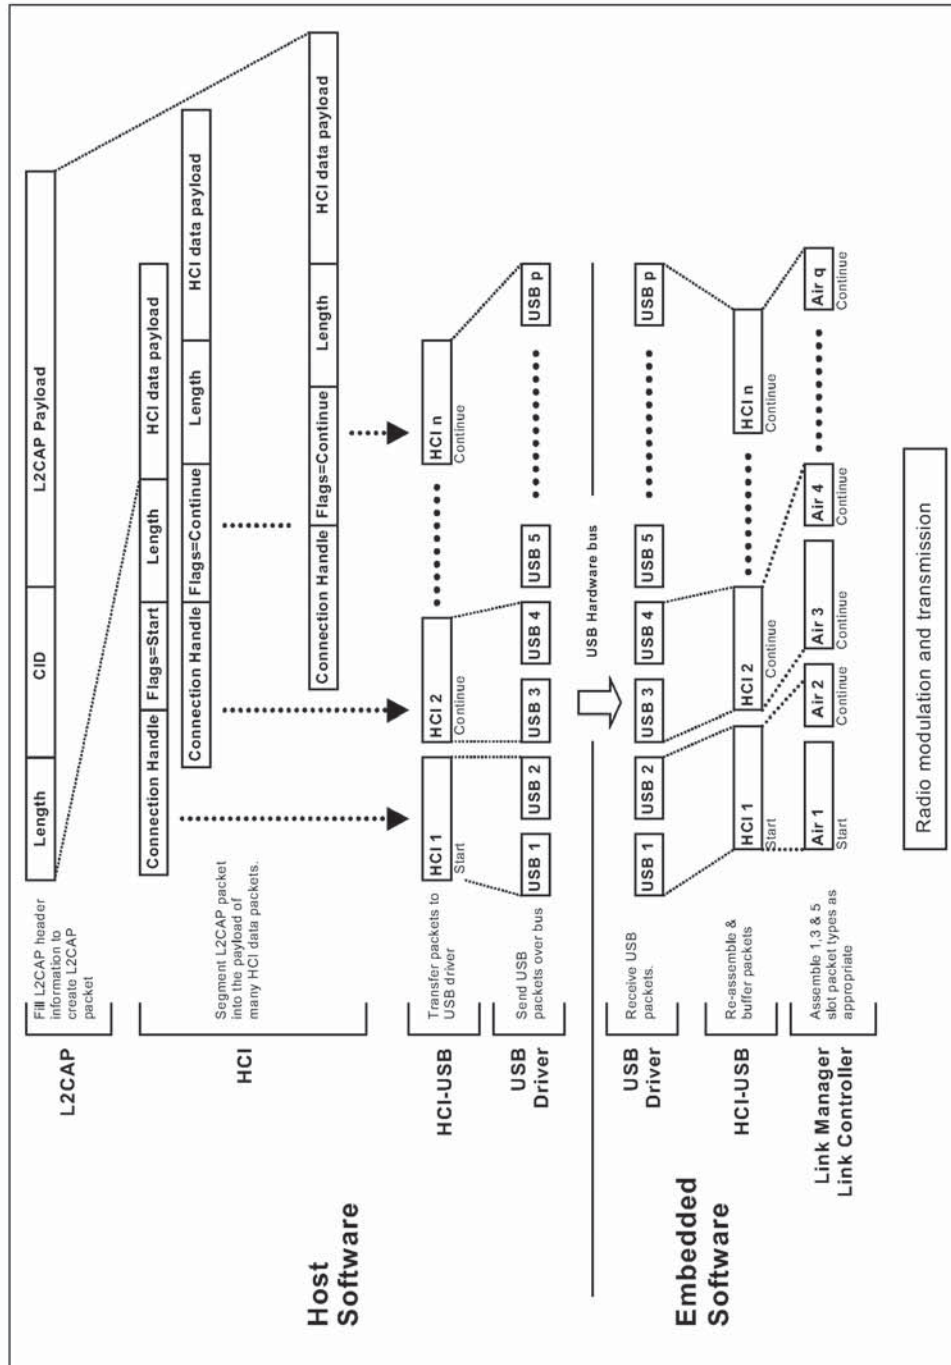 L2CAP
Fill L2CAP header
information to
create L2CAP
packet
Length
CID
L2CAP Payload
HCI
Segment L2CAP packet
into the payload of
many HCI data packets.
Connection Handle
Flags=Start
Length
HCI data payload
Connection Handle
Flags=Continue
Length
HCI data payload
Connection Handle
Flags=Continue
Length
HCI data payload
Host
Software
HCI-USB
Transfer packets to
USB driver
HCI 1
Start
HCI 2
Continue
HCI n
Continue
USB
Driver
Send USB
packets over bus
USB 1
USB 2
USB 3
USB 4
USB 5
USB p
USB Hardware bus
Embedded
Software
USB
Driver
Receive USB
packets.
USB 1
USB 2
USB 3
USB 4
USB 5
USB p
HCI-USB
Re-assemble &
buffer packets
HCI 1
Start
HCI 2
Continue
HCI n
Continue
Link Manager
Link Controller
Assemble 1,3 & 5
slot packet types as
appropriate
Air 1
Start
Air 2
Continue
Air 3
Continue
Air 4
Continue
Air q
Continue
Radio modulation and transmission